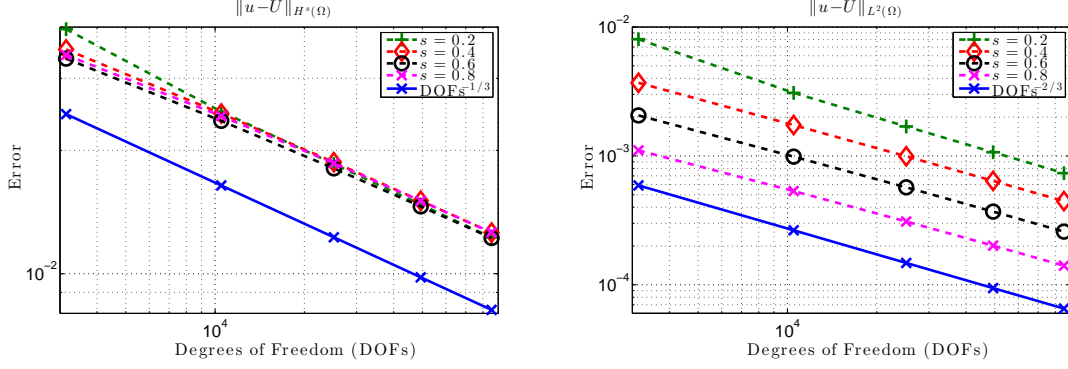 ‖u−U‖_{H^s(Ω)}
s = 0.2
s = 0.4
s = 0.6
s = 0.8
DOFs^{-1/3}
Error
10^{-2}
10^4
Degrees of Freedom (DOFs)
‖u−U‖_{L^2(Ω)}
s = 0.2
s = 0.4
s = 0.6
s = 0.8
DOFs^{-2/3}
Error
10^{-2}
10^{-3}
10^{-4}
10^4
Degrees of Freedom (DOFs)